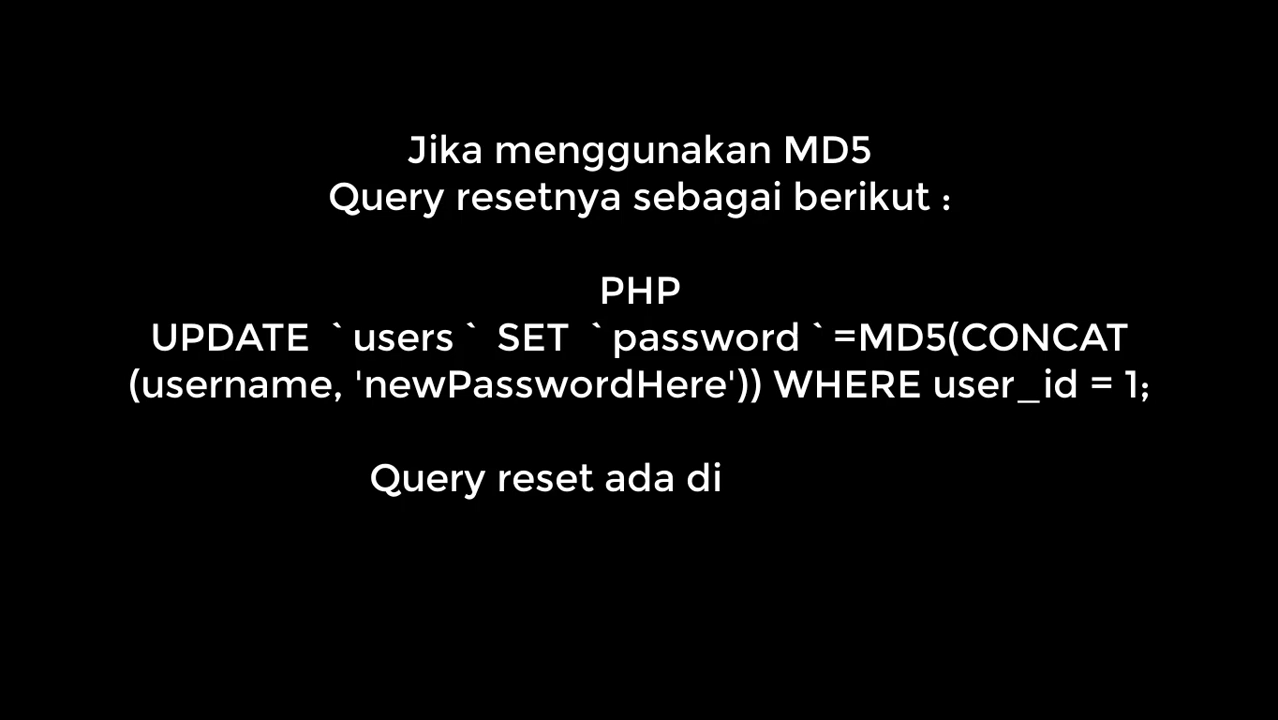 Jika menggunakan MD5
Query resetnya sebagai berikut :
PHP
UPDATE `users` SET `password`=MD5(CONCAT
(username, 'newPasswordHere')) WHERE user_id = 1;
Query reset ada di